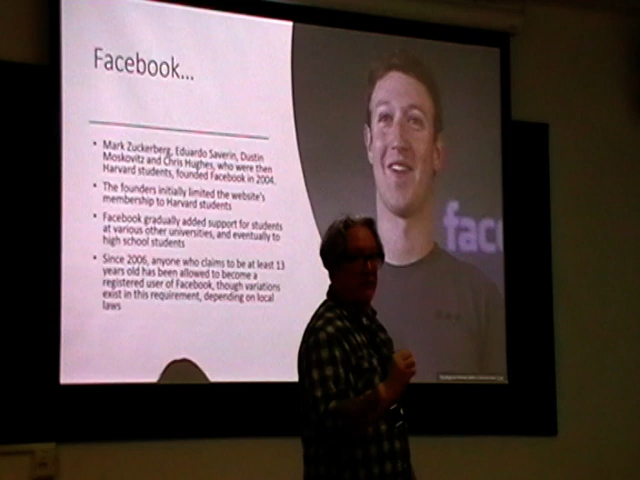 Facebook...
• Mark Zuckerberg, Eduardo Saverin, Dustin
Moskovitz and Chris Hughes, who were then
Harvard students, founded Facebook in 2004.
• The founders initially limited the website's
membership to Harvard students
• Facebook gradually added support for students
at various other universities, and eventually to
high school students
• Since 2006, anyone who claims to be at least 13
years old has been allowed to become a
registered user of Facebook, though variations
exist in this requirement, depending on local
laws
face